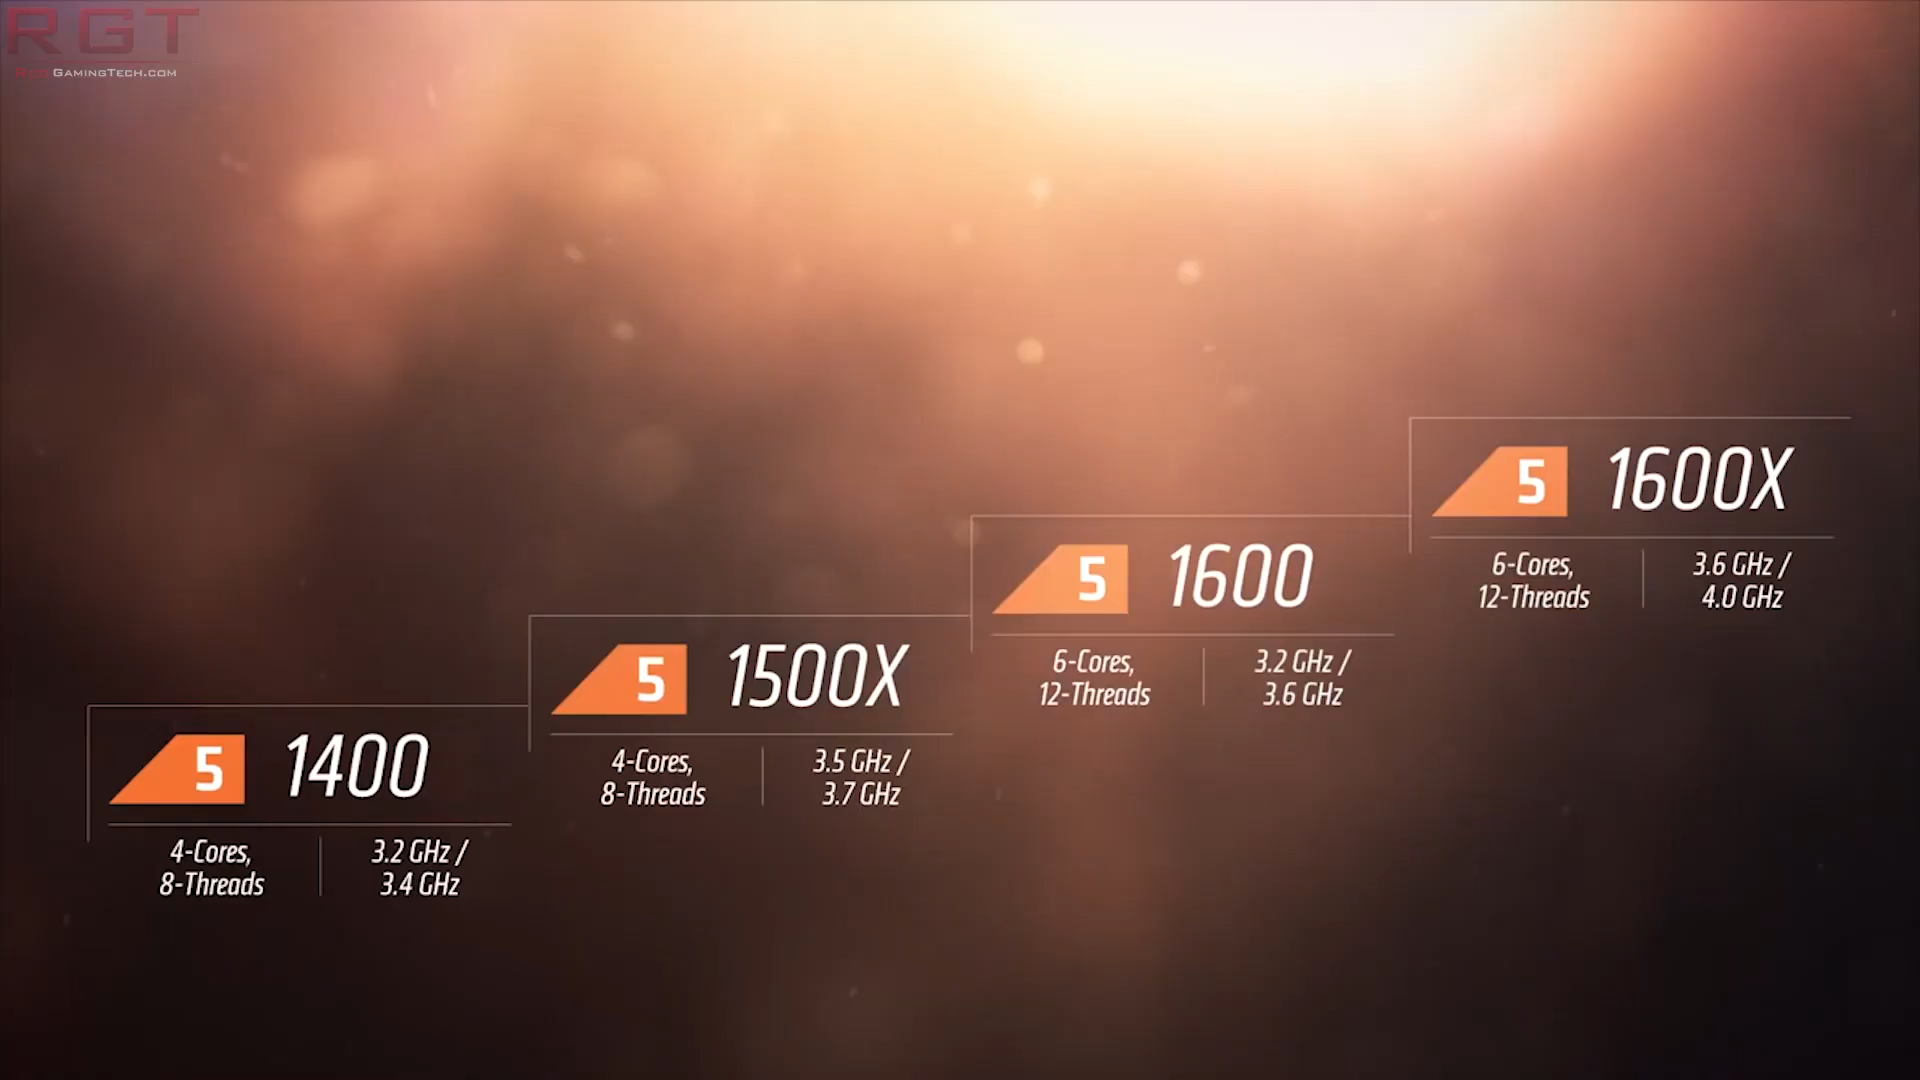 RGT
RedGamingTech.com
5 1600X
6-Cores,
12-Threads
3.6 GHz /
4.0 GHz
5 1600
6-Cores,
12-Threads
3.2 GHz /
3.6 GHz
5 1500X
4-Cores,
8-Threads
3.5 GHz /
3.7 GHz
5 1400
4-Cores,
8-Threads
3.2 GHz /
3.4 GHz